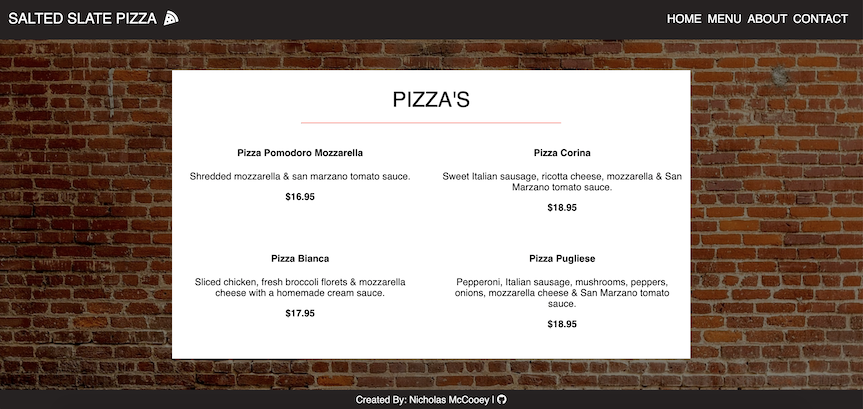 SALTED SLATE PIZZA
HOME MENU ABOUT CONTACT
PIZZA'S
Pizza Pomodoro Mozzarella
Shredded mozzarella & san marzano tomato sauce.
$16.95
Pizza Corina
Sweet Italian sausage, ricotta cheese, mozzarella & San
Marzano tomato sauce.
$18.95
Pizza Bianca
Sliced chicken, fresh broccoli florets & mozzarella
cheese with a homemade cream sauce.
$17.95
Pizza Pugliese
Pepperoni, Italian sausage, mushrooms, peppers,
onions, mozzarella cheese & San Marzano tomato
sauce.
$18.95
Created By: Nicholas McCooey |